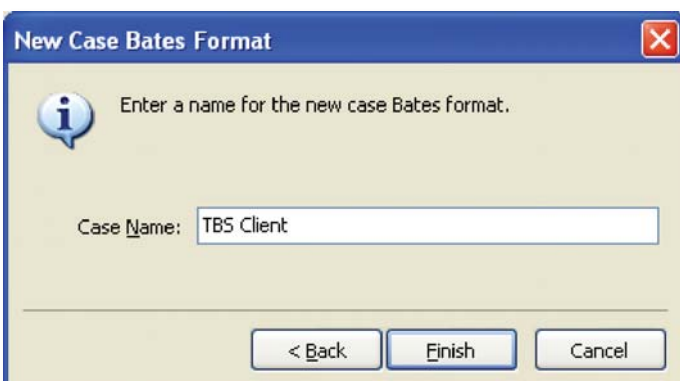 New Case Bates Format
Enter a name for the new case Bates format.
Case Name: TBS Client
< Back Finish Cancel